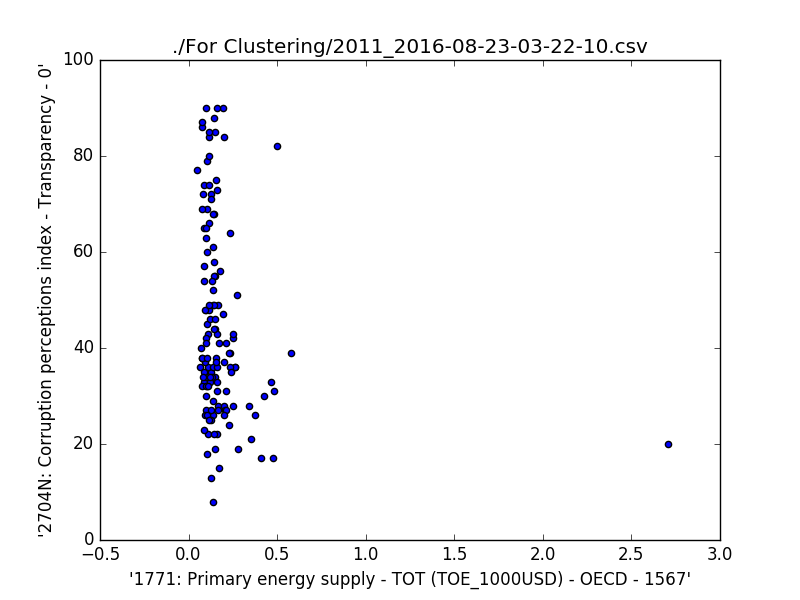 ./For Clustering/2011_2016-08-23-03-22-10.csv
100
80
60
40
20
0
'2704N: Corruption perceptions index - Transparency - 0'
−0.5 0.0 0.5 1.0 1.5 2.0 2.5 3.0
'1771: Primary energy supply - TOT (TOE_1000USD) - OECD - 1567'